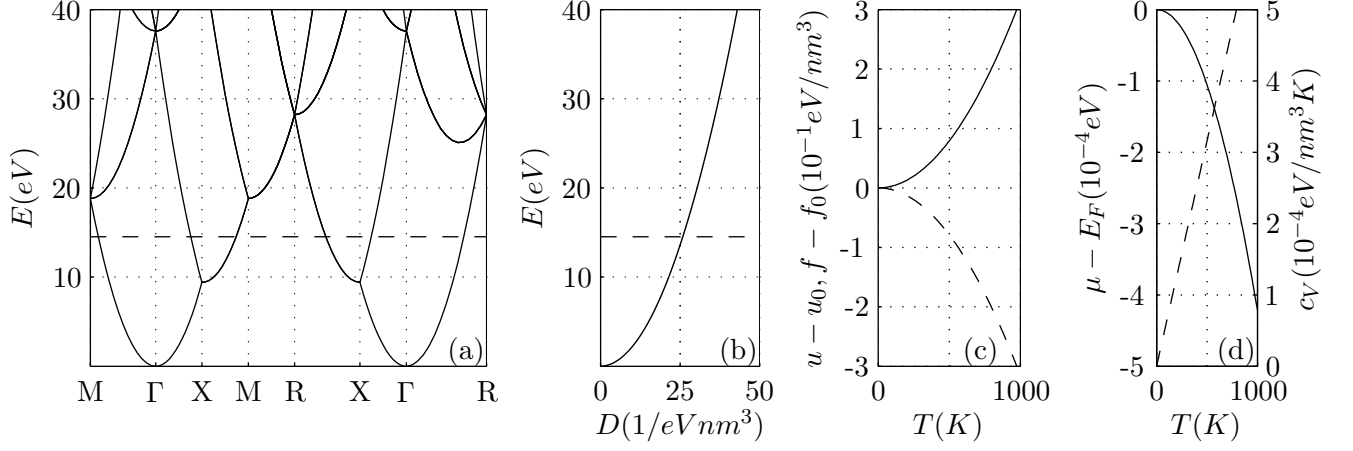 40
30
20
10
E(eV)
M Γ X M R X Γ R
(a)
40
30
20
10
E(eV)
0 25 50
D(1/eVnm³)
(b)
3
2
1
0
-1
-2
-3
u − u₀, f − f₀(10⁻¹eV/nm³)
0 1000
T(K)
(c)
0
-1
-2
-3
-4
-5
μ − E_F(10⁻⁴eV)
5
4
3
2
1
0
c_V(10⁻⁴eV/nm³K)
0 1000
T(K)
(d)